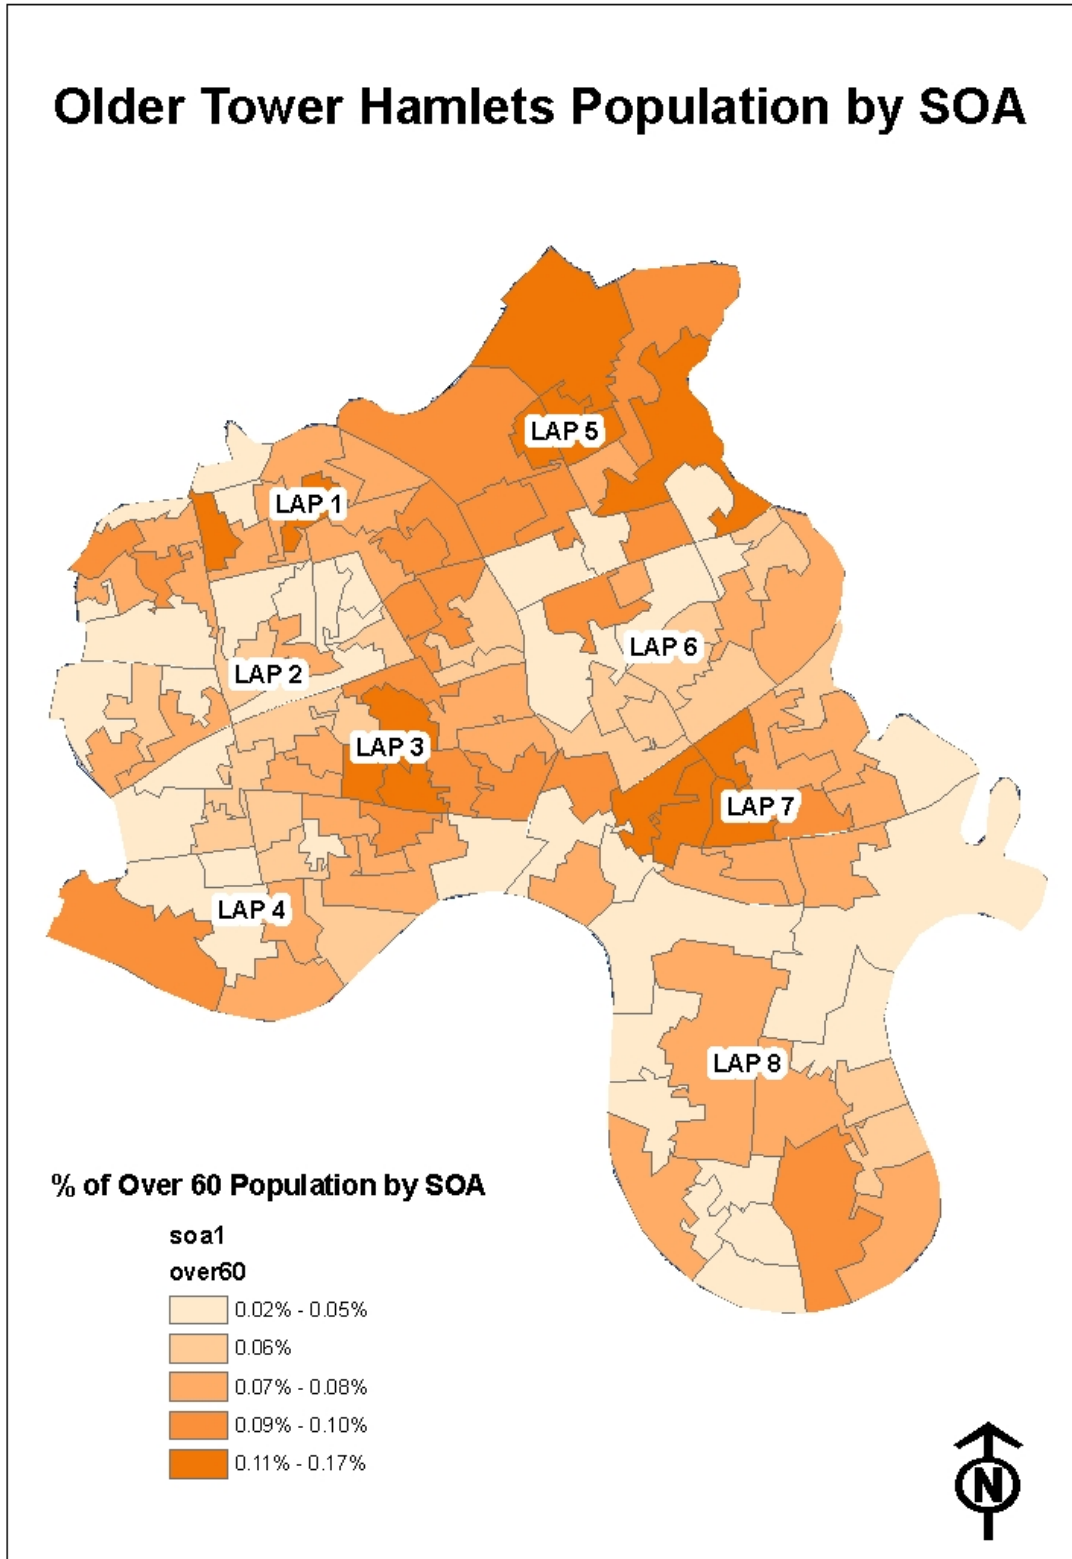 Older Tower Hamlets Population by SOA
LAP 5
LAP 1
LAP 6
LAP 2
LAP 3
LAP 7
LAP 4
LAP 8
% of Over 60 Population by SOA
soa1
over60
0.02% - 0.05%
0.06%
0.07% - 0.08%
0.09% - 0.10%
0.11% - 0.17%
N